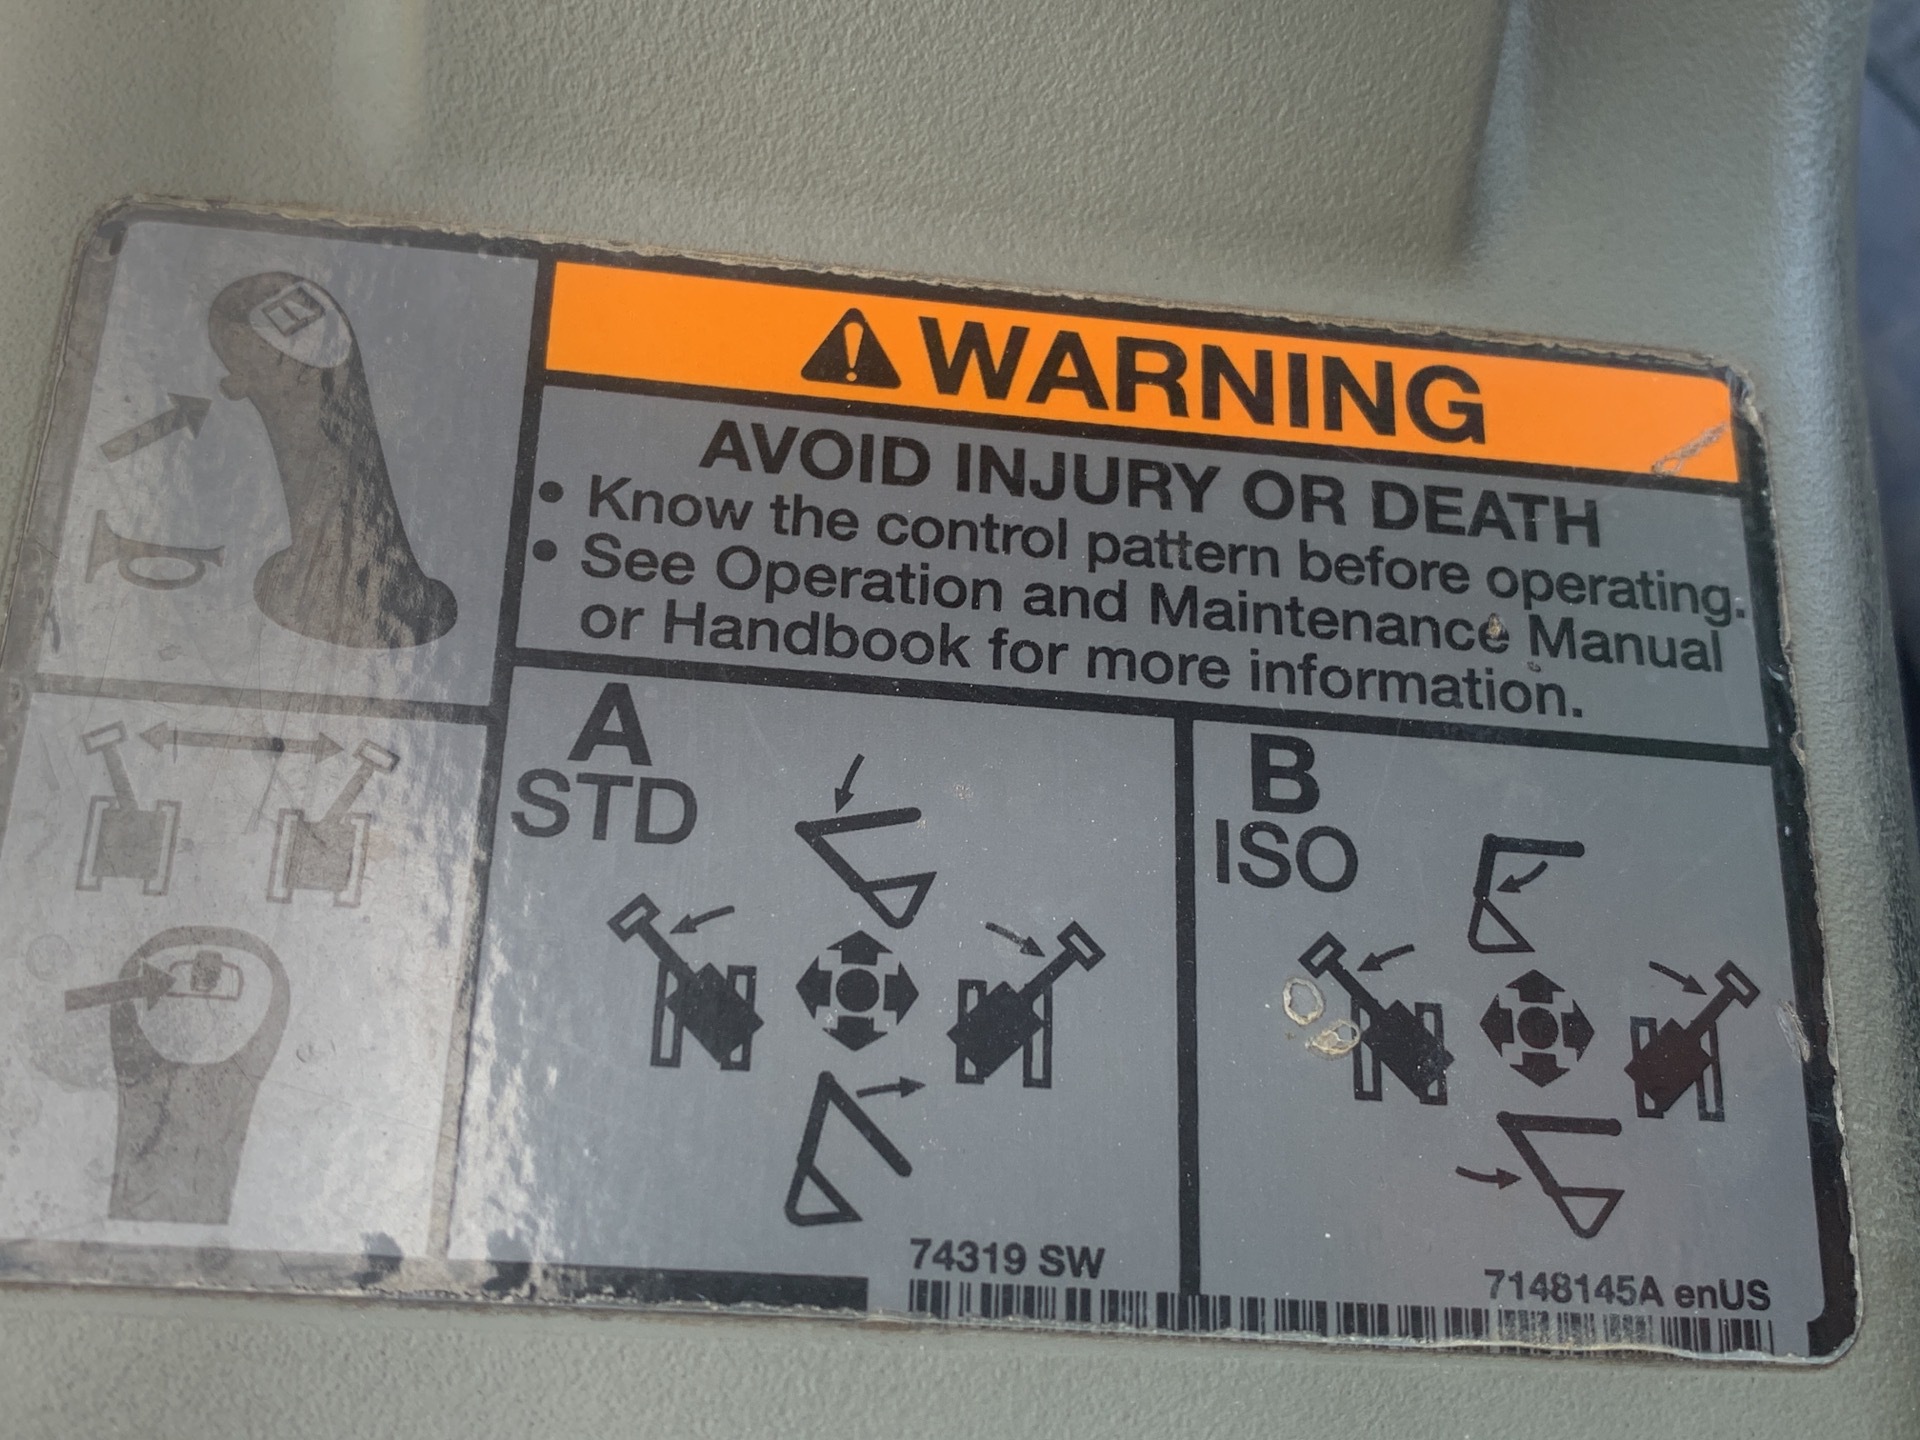 WARNING
AVOID INJURY OR DEATH
• Know the control pattern before operating.
• See Operation and Maintenance Manual
or Handbook for more information.
A
STD
B
ISO
74319 SW
7148145A enUS